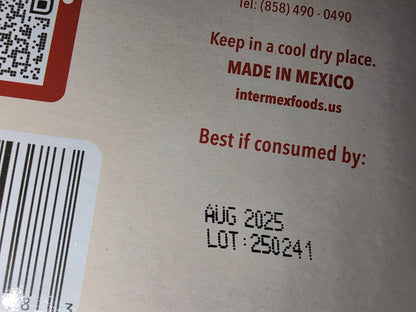 Tel: (858) 490 - 0490
Keep in a cool dry place.
MADE IN MEXICO
intermexfoods.us
Best if consumed by:
AUG 2025
LOT:250241